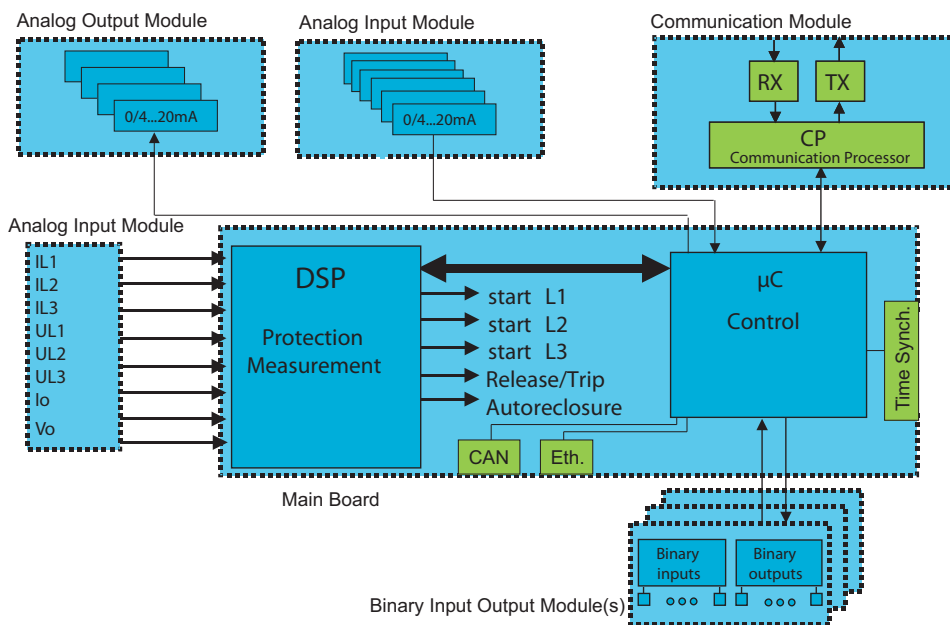 Analog Output Module
Analog Input Module
Communication Module
0/4...20mA
0/4...20mA
RX
TX
CP
Communication Processor
Analog Input Module
IL1
IL2
IL3
UL1
UL2
UL3
Io
Vo
DSP
Protection
Measurement
start L1
start L2
start L3
Release/Trip
Autoreclosure
µC
Control
Time Synch.
CAN
Eth.
Main Board
Binary
inputs
Binary
outputs
Binary Input Output Module(s)